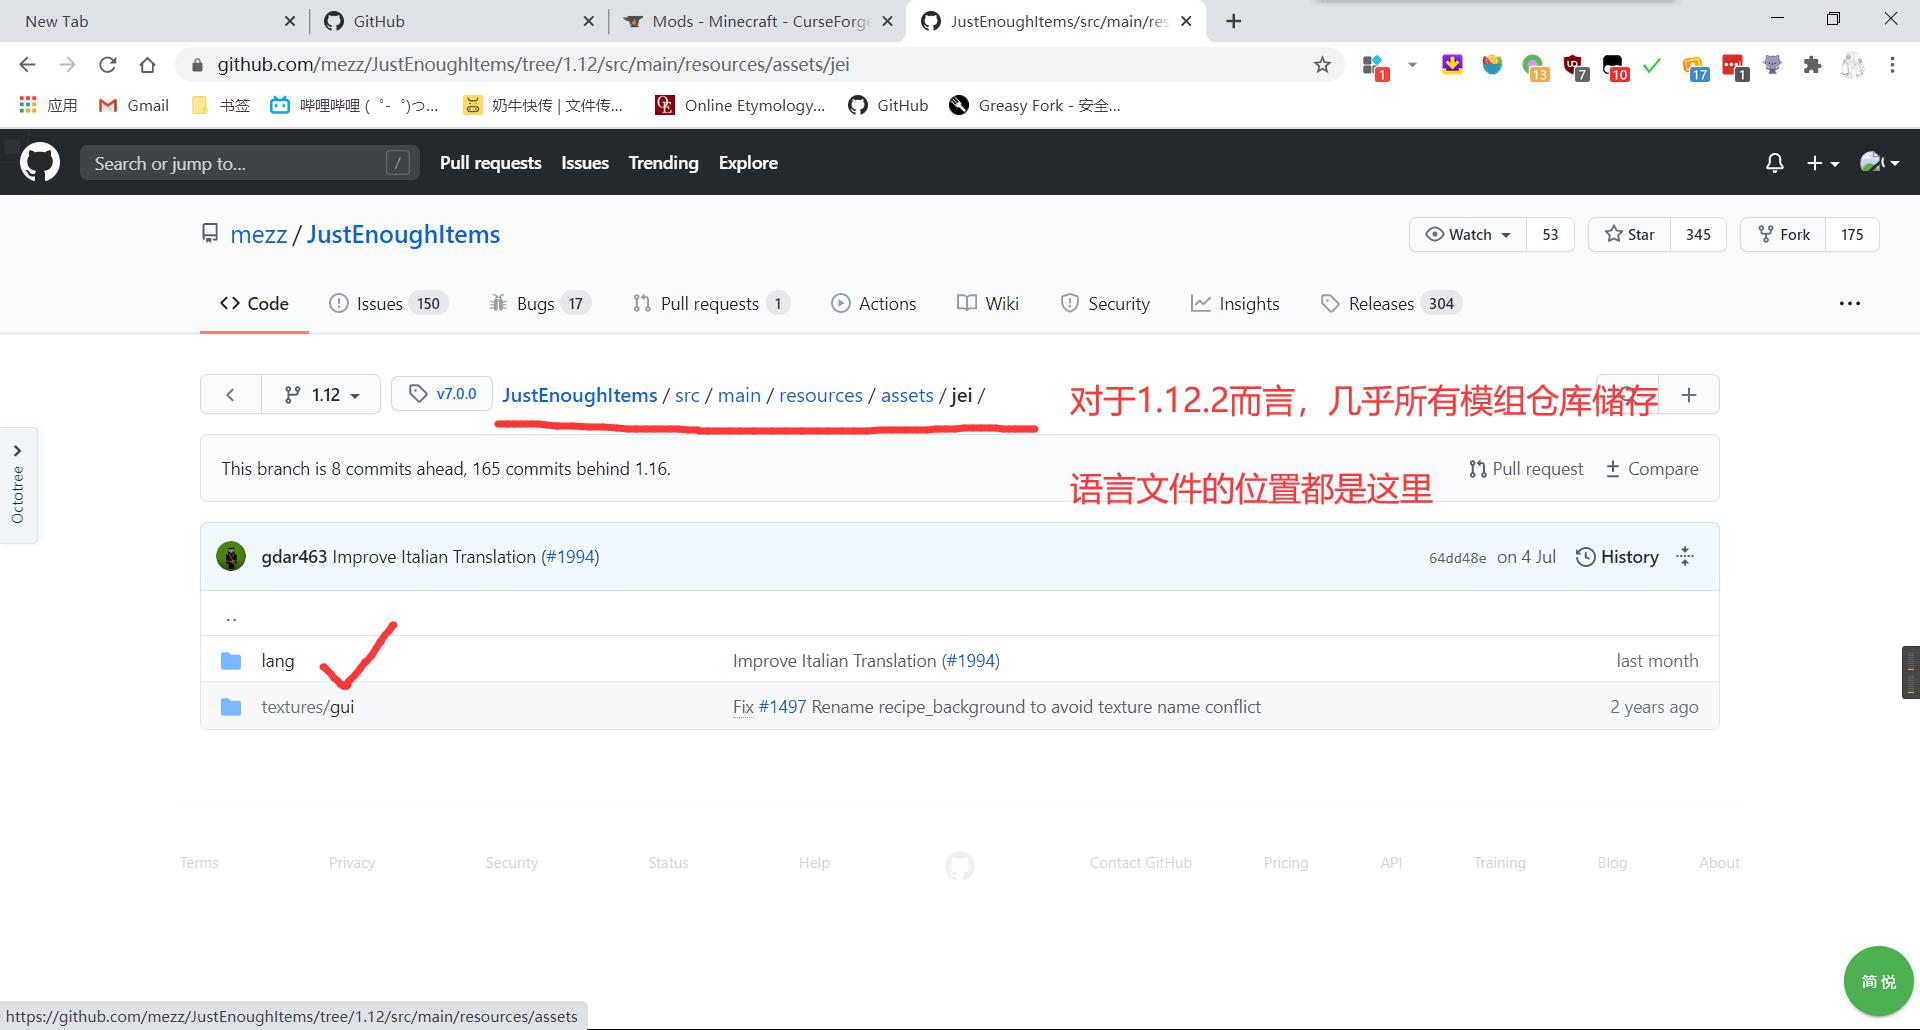 New Tab
GitHub
Mods - Minecraft - CurseForge
JustEnoughItems/src/main/res
github.com/mezz/JustEnoughItems/tree/1.12/src/main/resources/assets/jei
1
13
7
10
17
1
应用
Gmail
书签
哔哩哔哩 ( ゜- ゜)つ...
奶牛快传 | 文件传...
Online Etymology...
GitHub
Greasy Fork - 安全...
Search or jump to...
/
Pull requests
Issues
Trending
Explore
mezz / JustEnoughItems
Watch
53
Star
345
Fork
175
Code
Issues 150
Bugs 17
Pull requests 1
Actions
Wiki
Security
Insights
Releases 304
Octotree
1.12
v7.0.0
JustEnoughItems / src / main / resources / assets / jei /
对于1.12.2而言，几乎所有模组仓库储存
This branch is 8 commits ahead, 165 commits behind 1.16.
语言文件的位置都是这里
Pull request
Compare
gdar463 Improve Italian Translation (#1994)
64dd48e on 4 Jul
History
..
lang
Improve Italian Translation (#1994)
last month
textures/gui
Fix #1497 Rename recipe_background to avoid texture name conflict
2 years ago
Terms
Privacy
Security
Status
Help
Contact GitHub
Pricing
API
Training
Blog
About
简悦
https://github.com/mezz/JustEnoughItems/tree/1.12/src/main/resources/assets